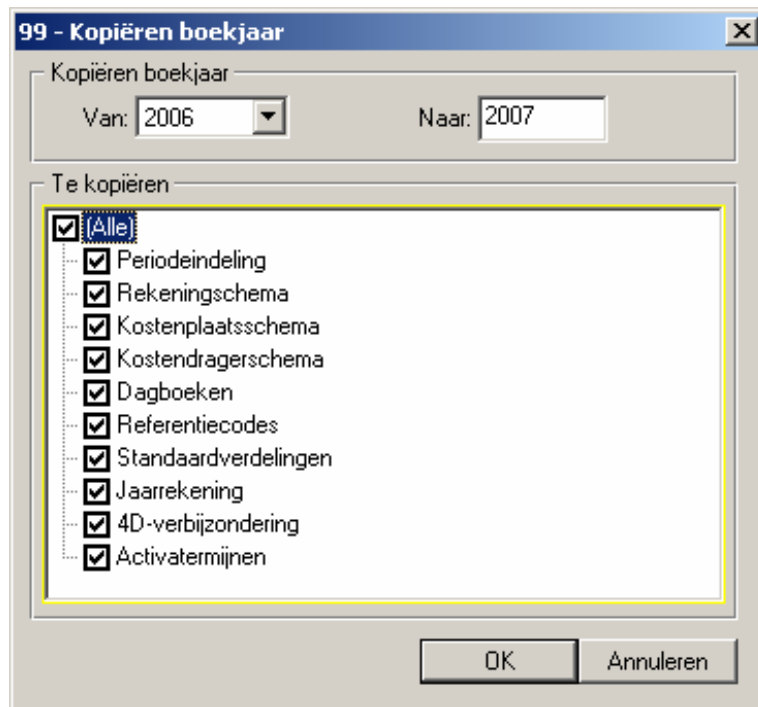 99 - Kopiëren boekjaar
Kopiëren boekjaar
Van: 2006 Naar: 2007
Te kopiëren
(Alle)
Periodeindeling
Rekeningschema
Kostenplaatsschema
Kostendragerschema
Dagboeken
Referentiecodes
Standaardverdelingen
Jaarrekening
4D-verbijzondering
Activatermijnen
OK Annuleren